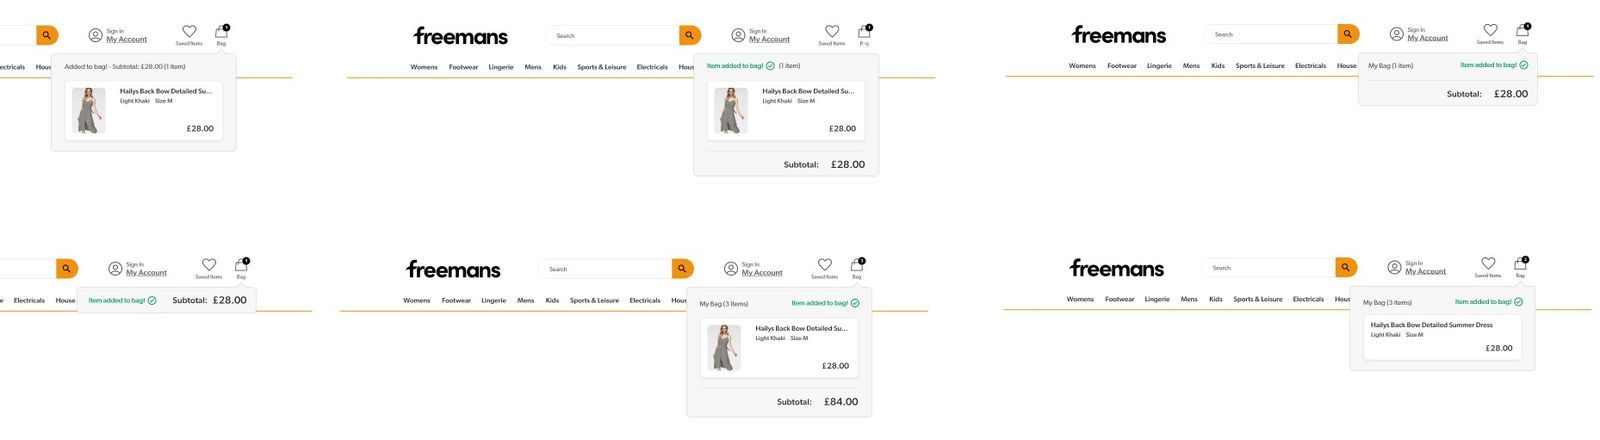 Sign In
My Account
Saved Items
Bag
1
ectricals
Hous
Added to bag! - Subtotal: £28.00 (1 item)
Hailys Back Bow Detailed Su...
Light Khaki Size M
£28.00
freemans
Search
Sign In
My Account
Saved Items
1
Womens Footwear Lingerie Mens Kids Sports & Leisure Electricals Hous
Item added to bag! (1 item)
Hailys Back Bow Detailed Su...
Light Khaki Size M
£28.00
Subtotal: £28.00
freemans
Search
Sign In
My Account
Saved Items
Bag
1
Womens Footwear Lingerie Mens Kids Sports & Leisure Electricals House
My Bag (1 item) Item added to bag!
Subtotal: £28.00
Sign In
My Account
Saved Items
Bag
1
e Electricals House
Item added to bag! Subtotal: £28.00
freemans
Search
Sign In
My Account
Saved Items
Bag
Womens Footwear Lingerie Mens Kids Sports & Leisure Electricals Hous
My Bag (3 items) Item added to bag!
Hailys Back Bow Detailed Su...
Light Khaki Size M
£28.00
Subtotal: £84.00
freemans
Search
Sign In
My Account
Saved Items
Bag
Womens Footwear Lingerie Mens Kids Sports & Leisure Electricals Hous
My Bag (3 items) Item added to bag!
Hailys Back Bow Detailed Summer Dress
Light Khaki Size M
£28.00